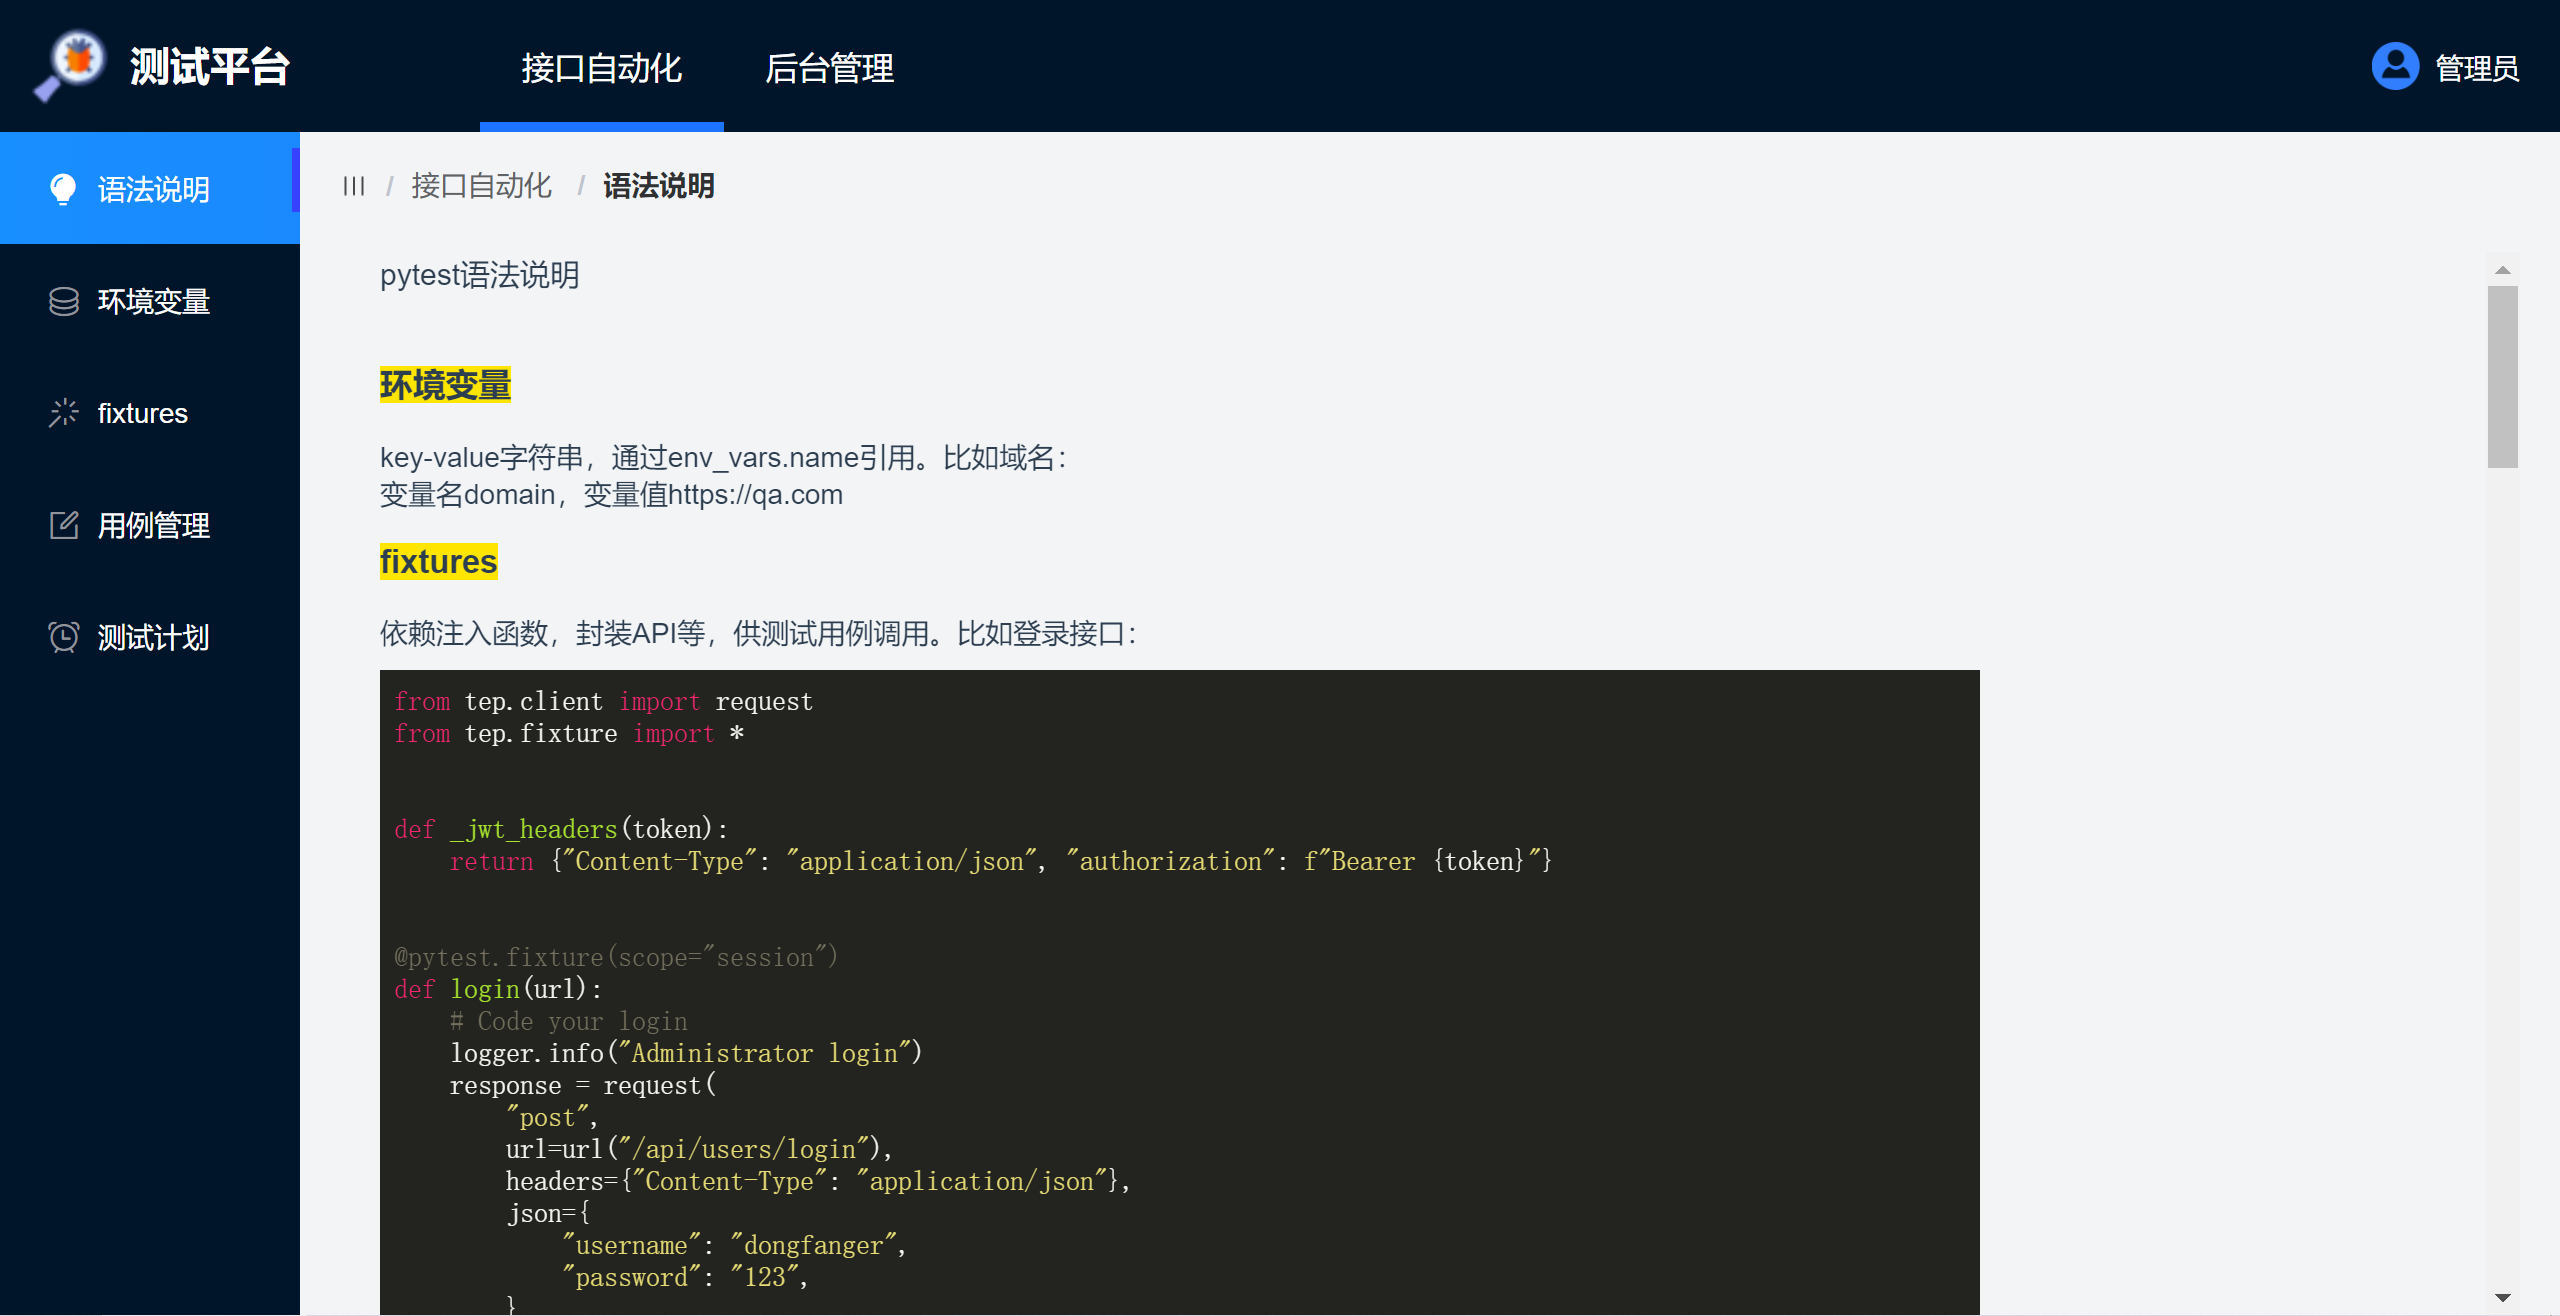 测试平台
接口自动化
后台管理
管理员
语法说明
环境变量
fixtures
用例管理
测试计划
/ 接口自动化 / 语法说明
pytest语法说明
环境变量
key-value字符串，通过env_vars.name引用。比如域名：
变量名domain，变量值https://qa.com
fixtures
依赖注入函数，封装API等，供测试用例调用。比如登录接口：
from tep.client import request
from tep.fixture import *
def _jwt_headers(token):
    return {"Content-Type": "application/json", "authorization": f"Bearer {token}"}
@pytest.fixture(scope="session")
def login(url):
    # Code your login
    logger.info("Administrator login")
    response = request(
        "post",
        url=url("/api/users/login"),
        headers={"Content-Type": "application/json"},
        json={
            "username": "dongfanger",
            "password": "123",
        }